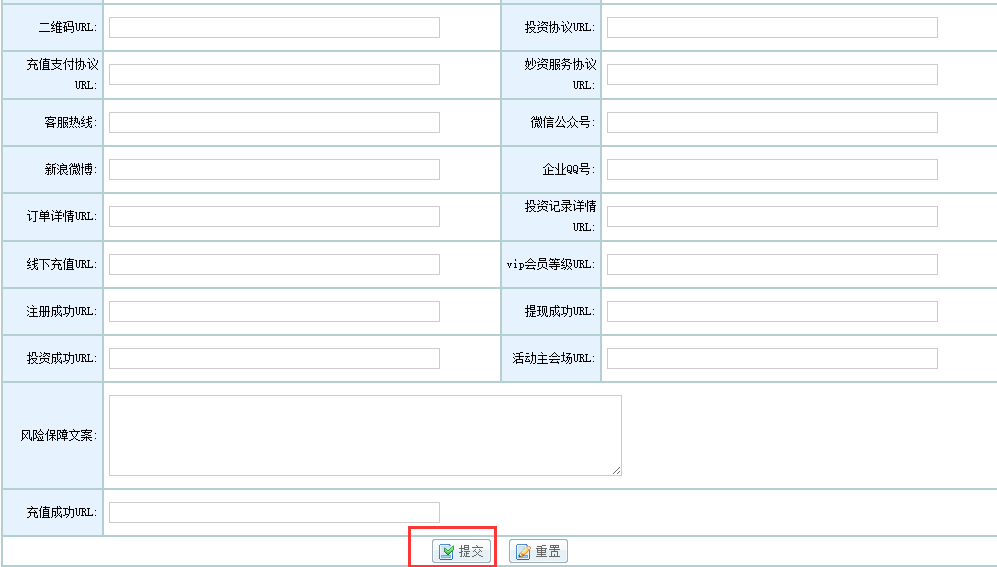 二维码URL:
投资协议URL:
充值支付协议
URL:
妙资服务协议
URL:
客服热线:
微信公众号:
新浪微博:
企业QQ号:
订单详情URL:
投资记录详情
URL:
线下充值URL:
vip会员等级URL:
注册成功URL:
提现成功URL:
投资成功URL:
活动主会场URL:
风险保障文案:
充值成功URL:
提交
重置